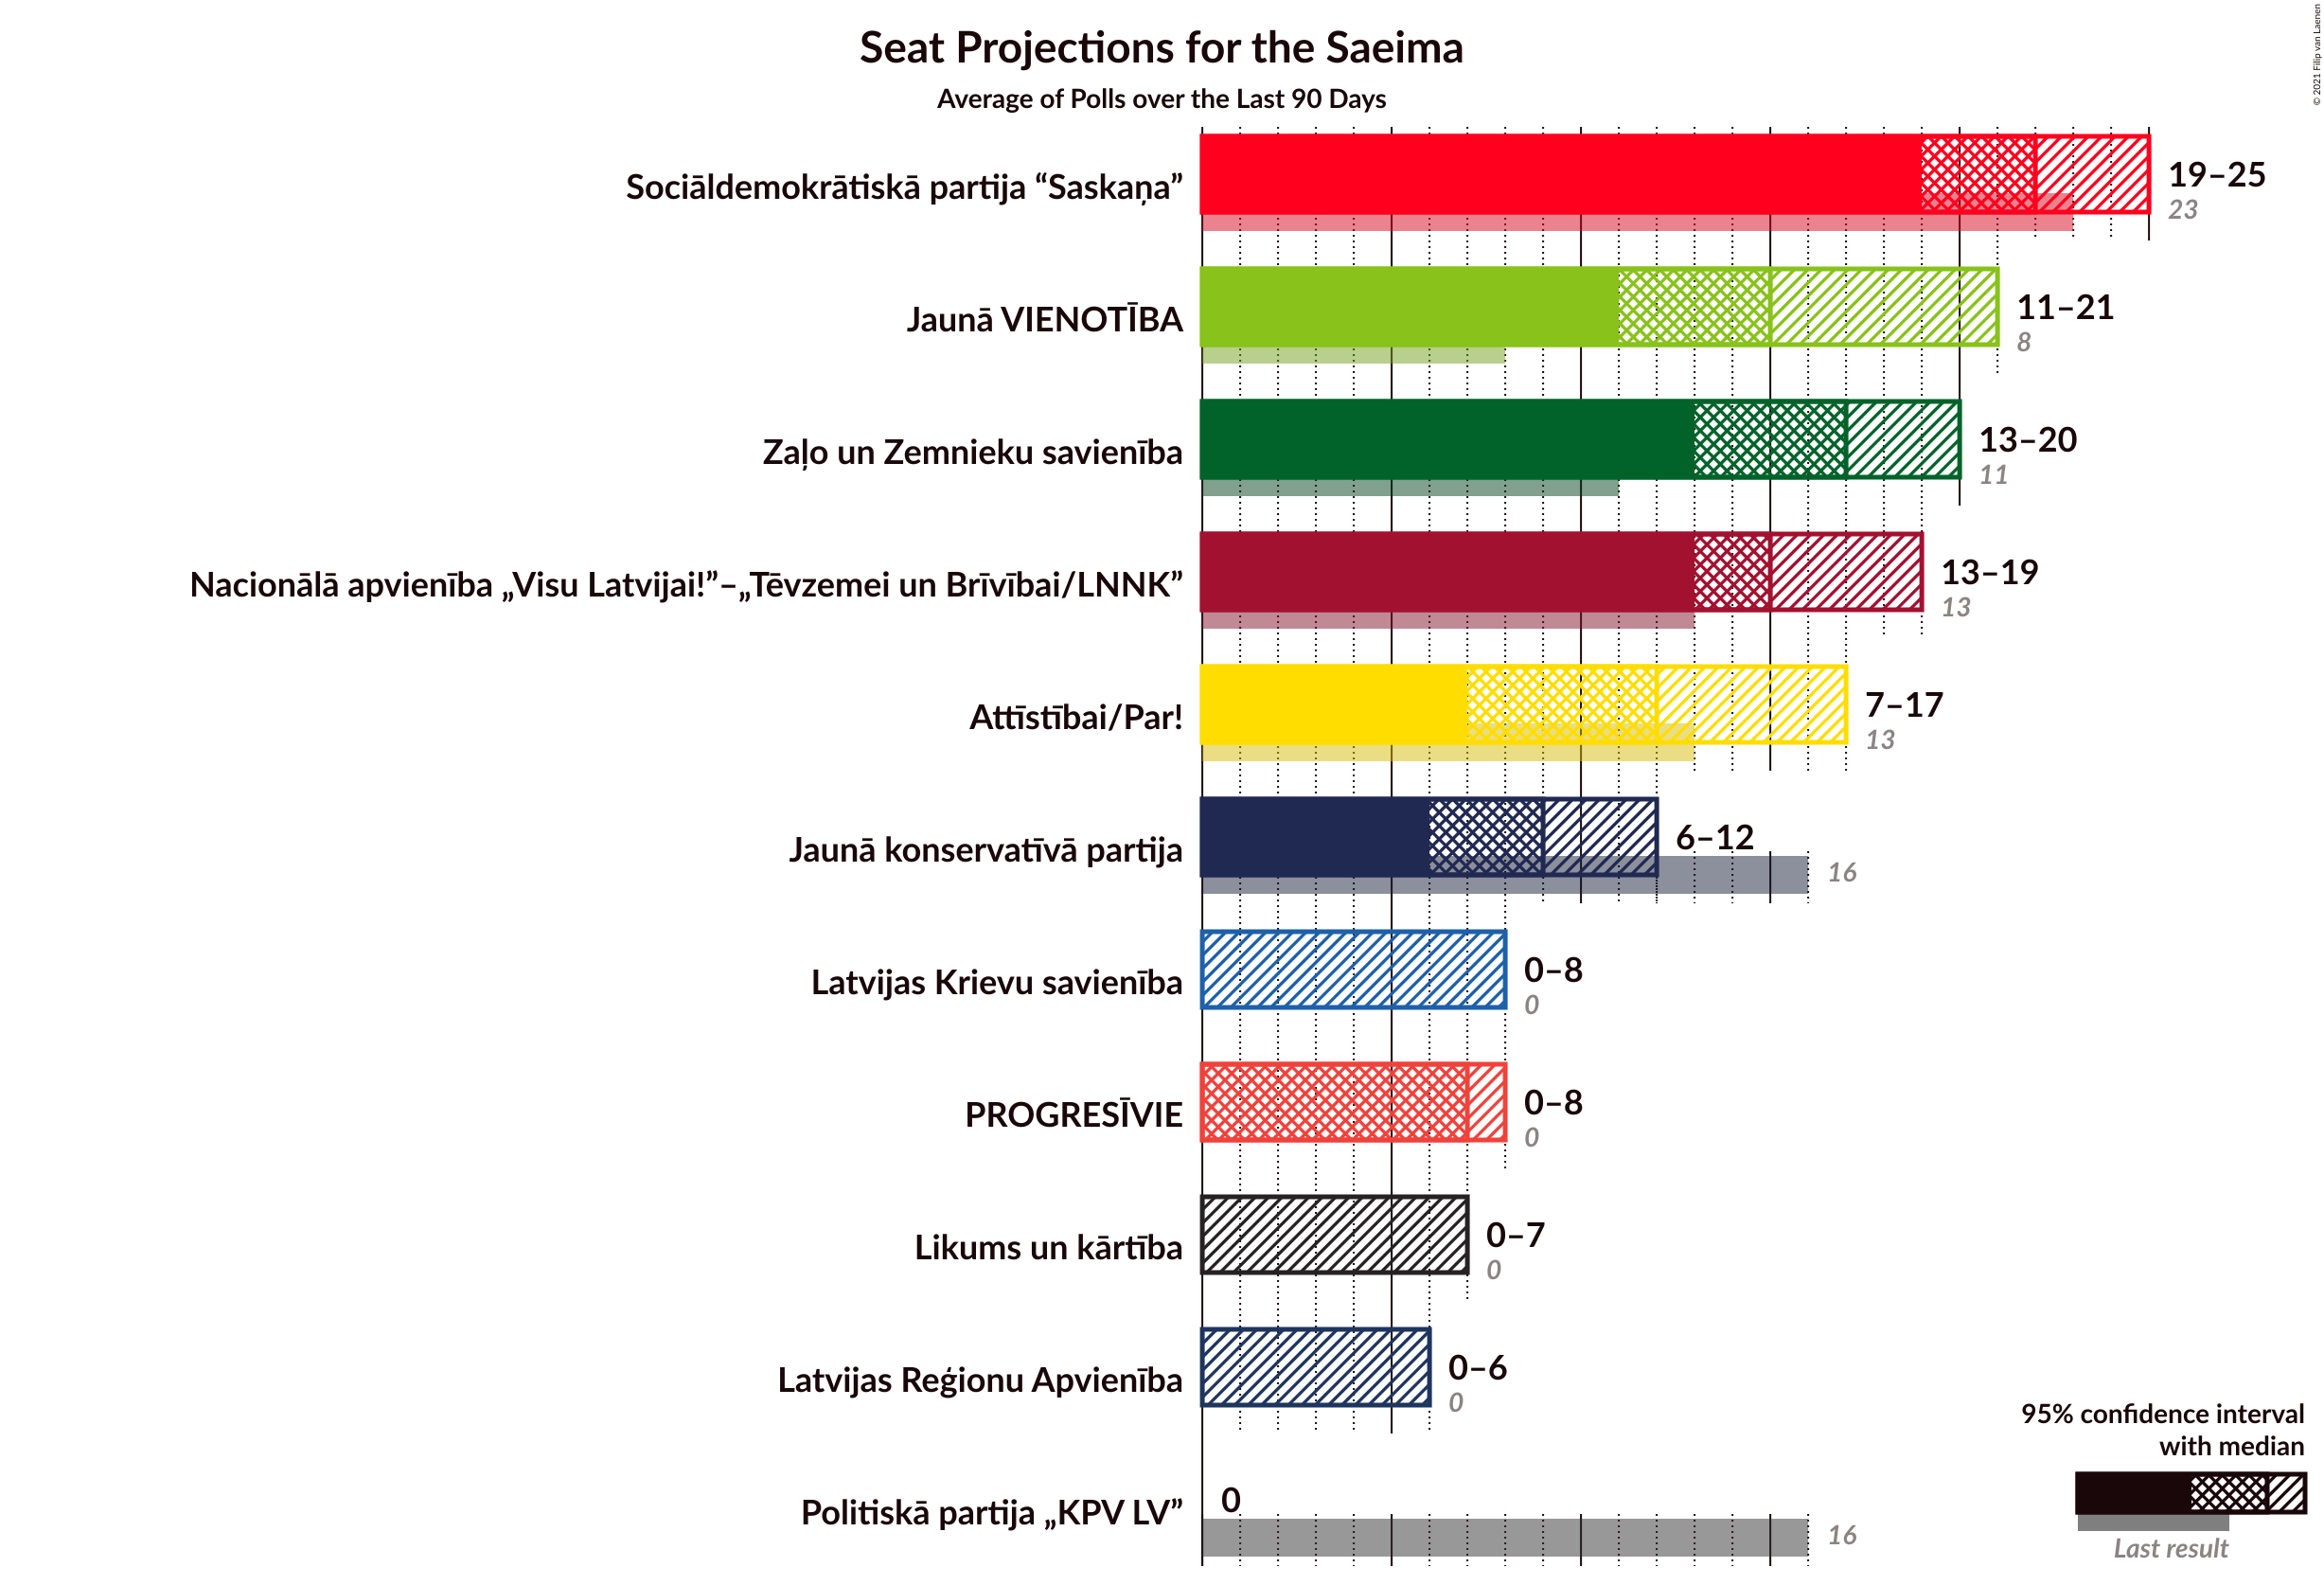 Seat Projections for the Saeima
Average of Polls over the Last 90 Days
© 2021 Filip van Laenen
Sociāldemokrātiskā partija “Saskaņa”
19–25
23
Jaunā VIENOTĪBA
11–21
8
Zaļo un Zemnieku savienība
13–20
11
Nacionālā apvienība „Visu Latvijai!”–„Tēvzemei un Brīvībai/LNNK”
13–19
13
Attīstībai/Par!
7–17
13
Jaunā konservatīvā partija
6–12
16
Latvijas Krievu savienība
0–8
0
PROGRESĪVIE
0–8
0
Likums un kārtība
0–7
0
Latvijas Reģionu Apvienība
0–6
0
Politiskā partija „KPV LV”
0
16
95% confidence interval
with median
Last result